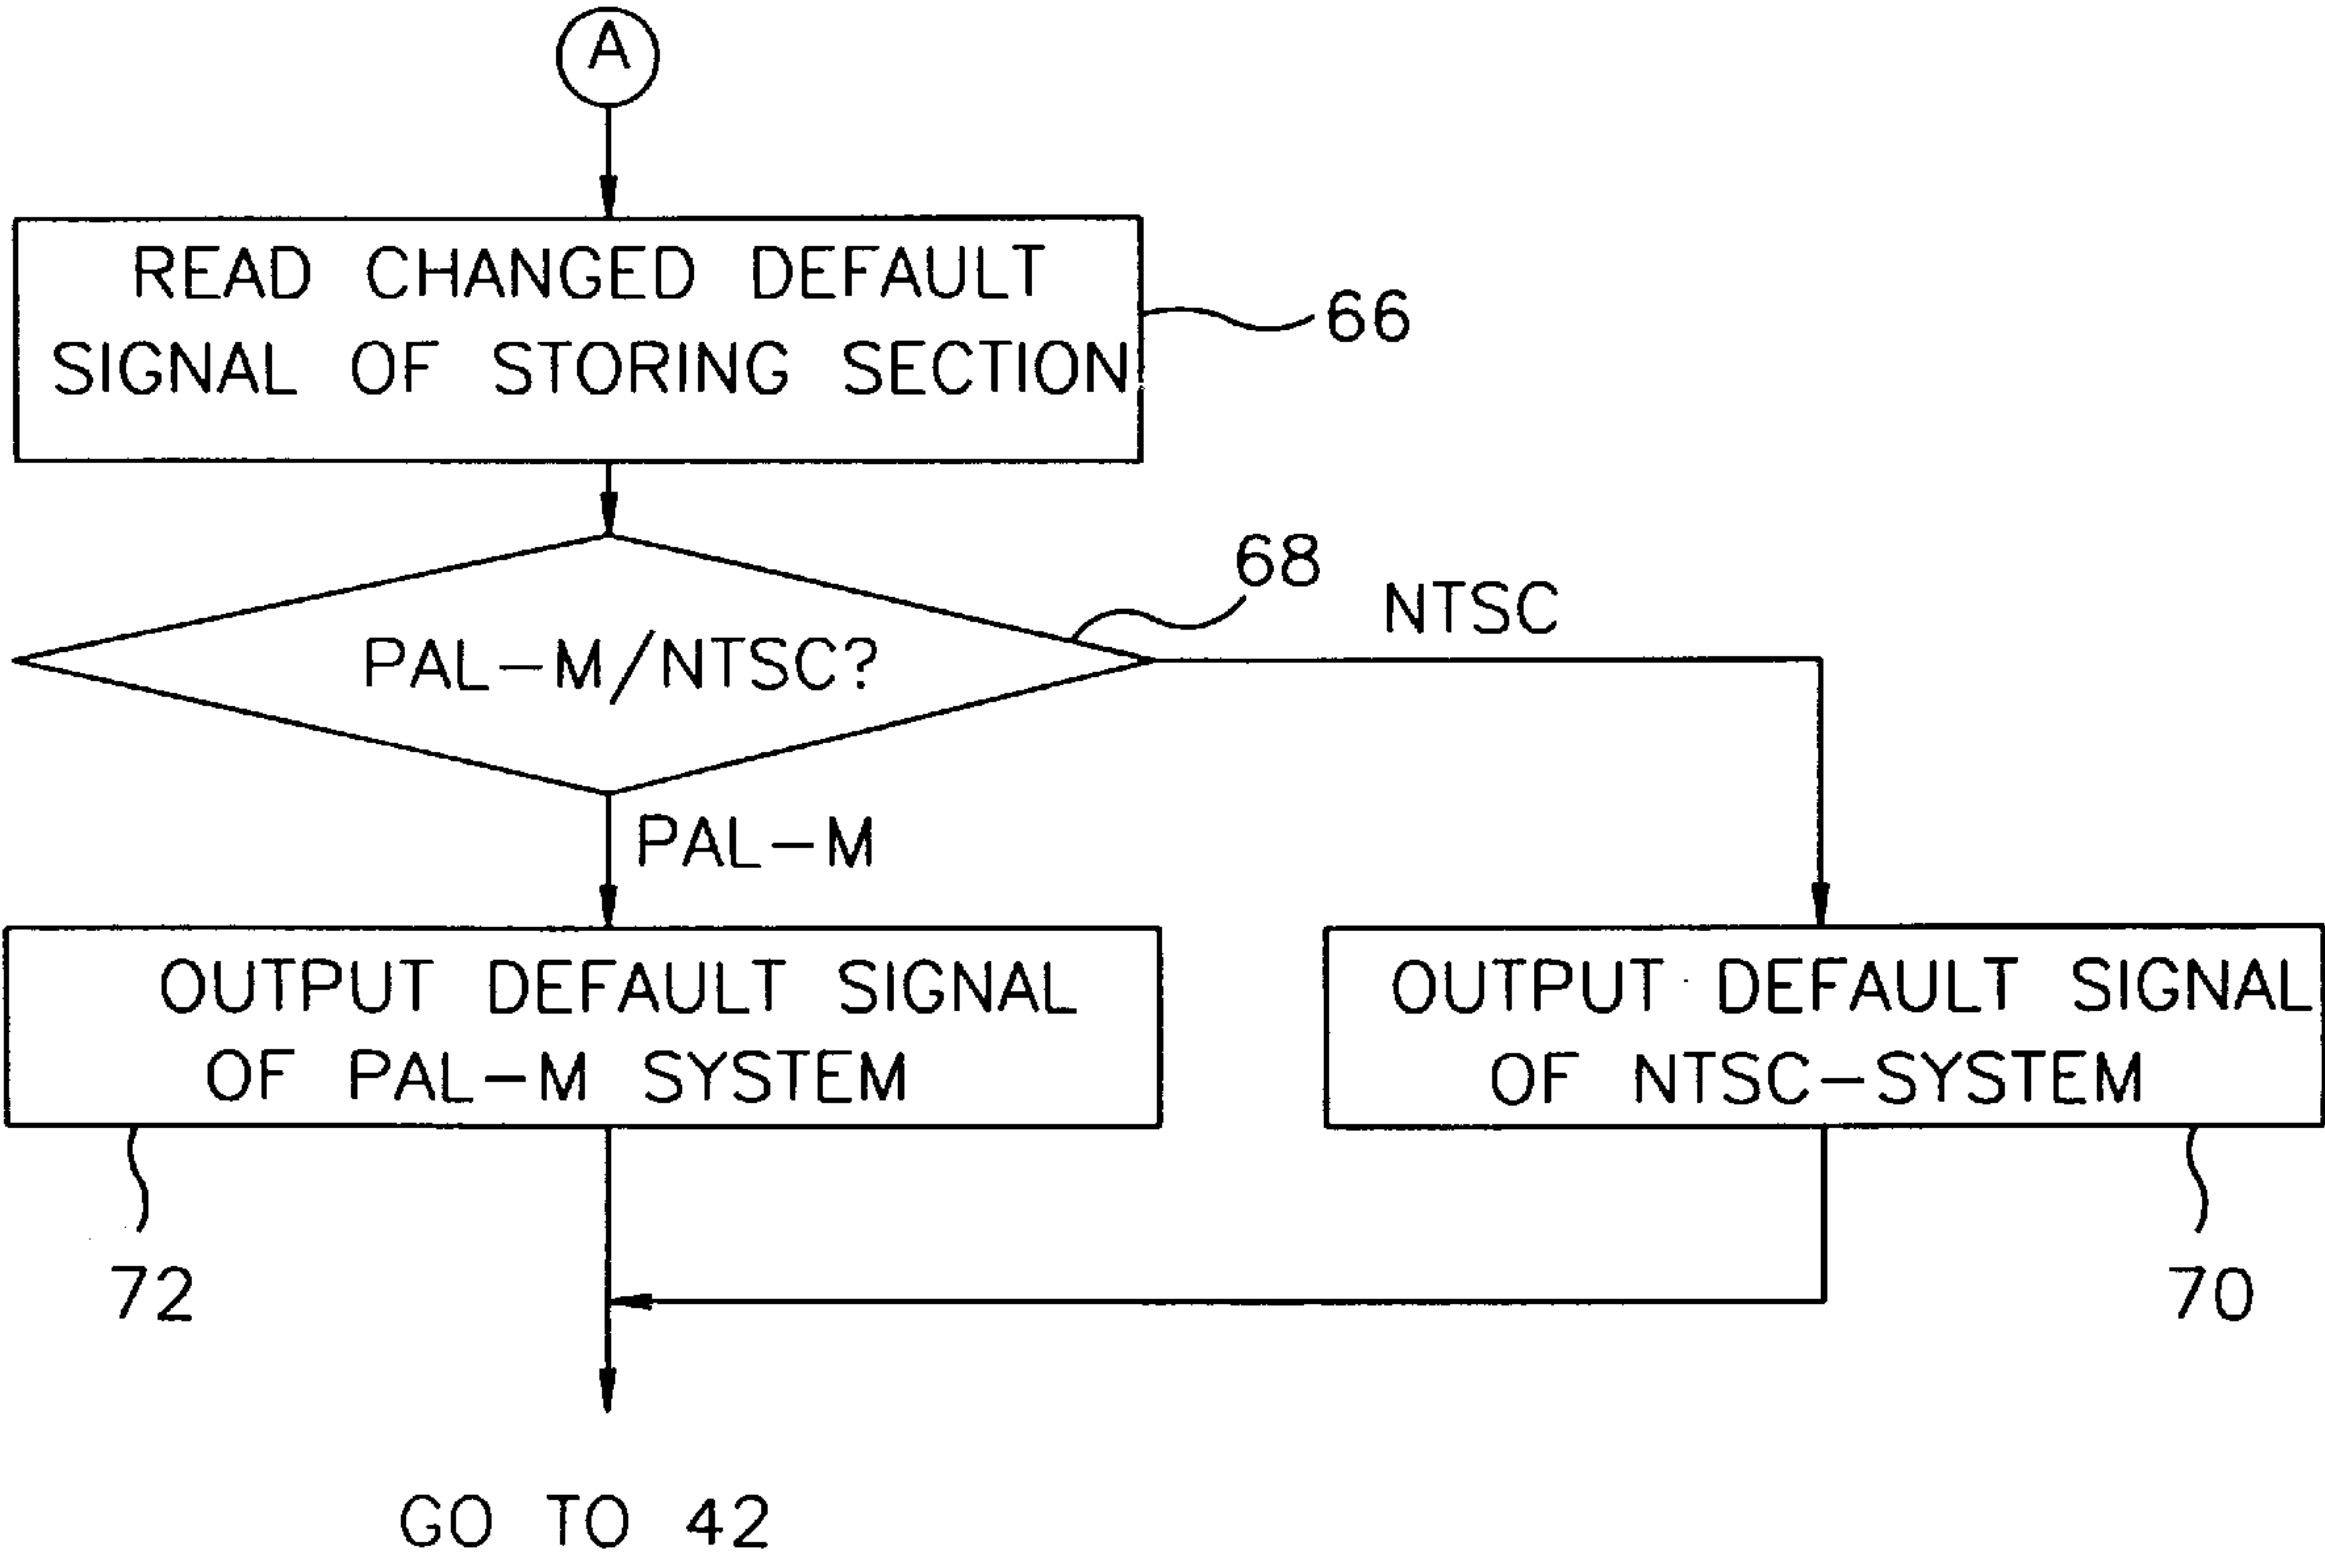 A
READ CHANGED DEFAULT
SIGNAL OF STORING SECTION
66
68
NTSC
PAL-M/NTSC?
PAL-M
OUTPUT DEFAULT SIGNAL
OF PAL-M SYSTEM
OUTPUT DEFAULT SIGNAL
OF NTSC-SYSTEM
72
70
GO TO 42